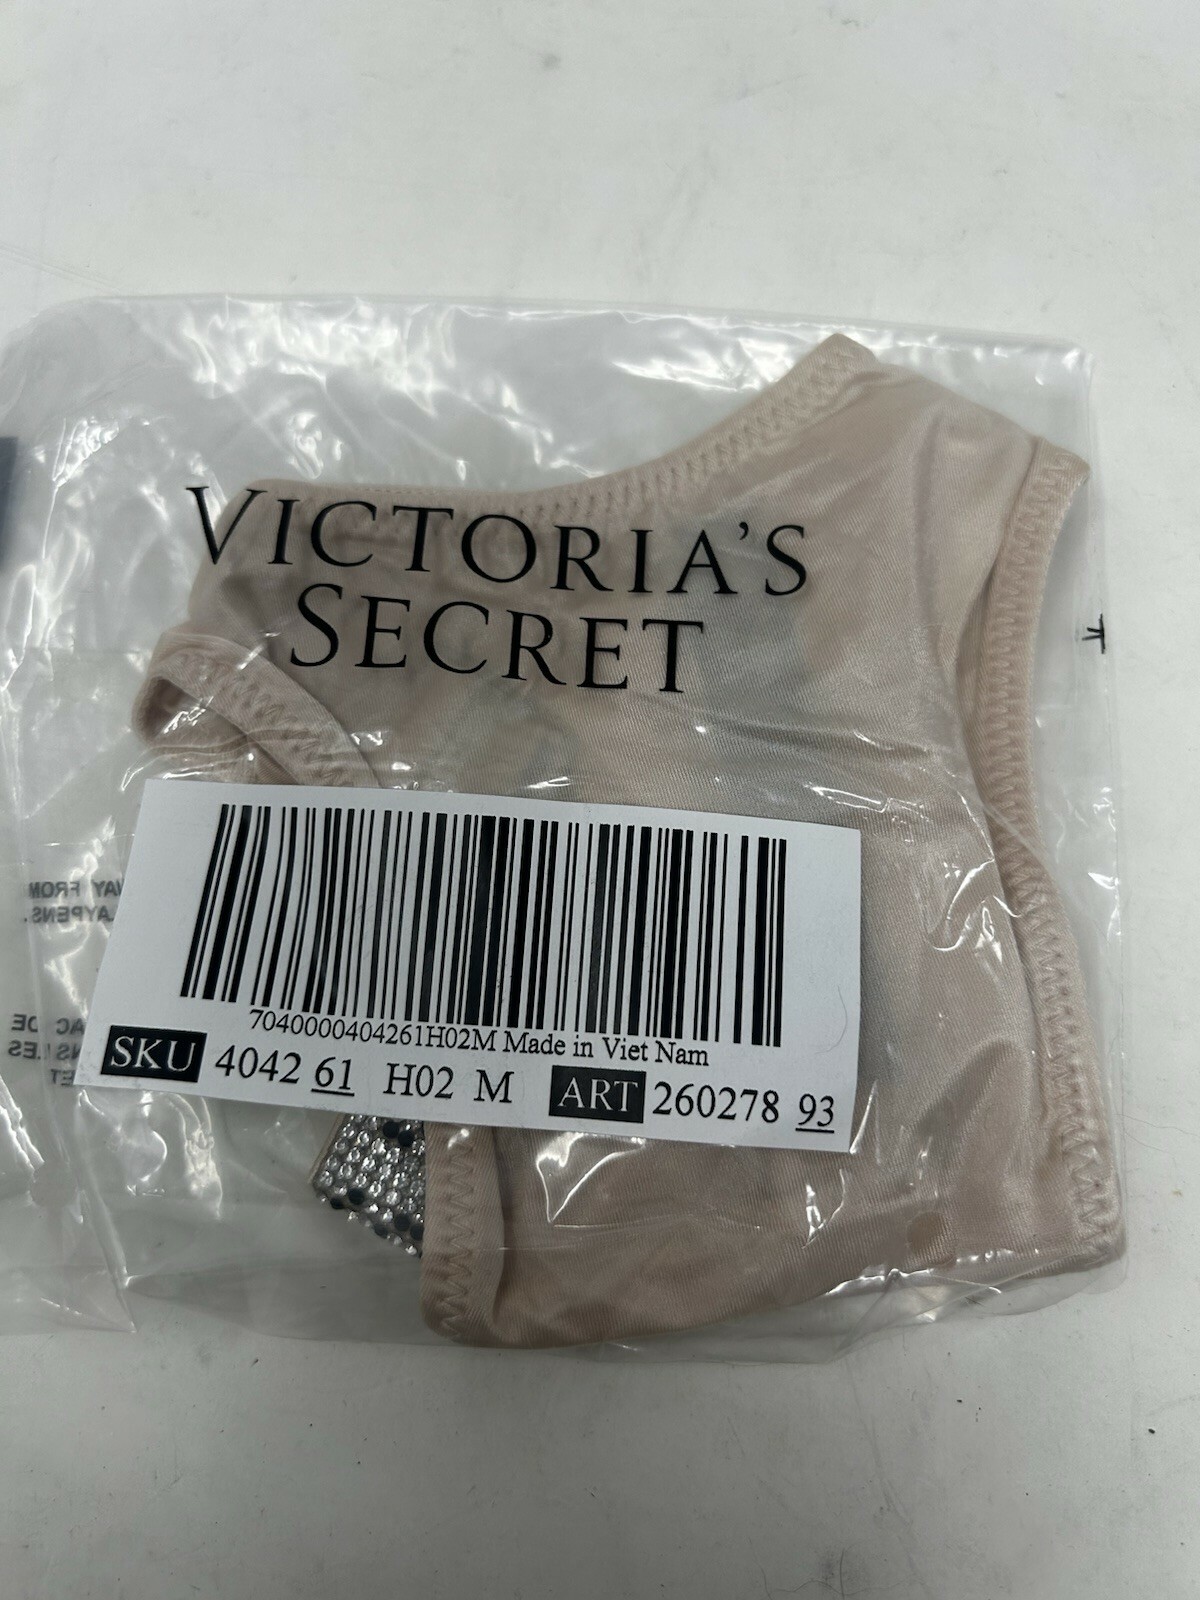 VICTORIA'S
SECRET
7040000404261H02M Made in Viet Nam
SKU 4042 61 H02 M ART 260278 93